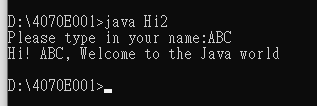 D:\4070E001>java Hi2
Please type in your name:ABC
Hi! ABC, Welcome to the Java world
D:\4070E001>